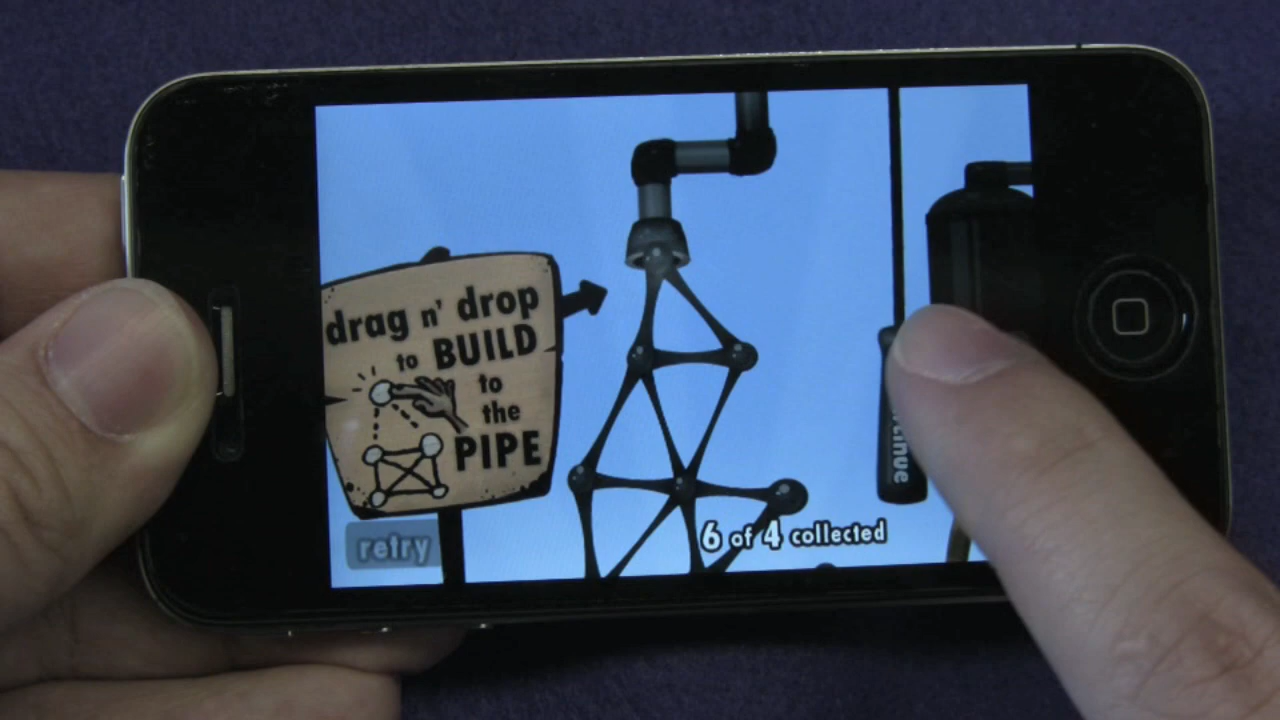 drag n' drop
to BUILD
to
the
PIPE
retry
6 of 4 collected